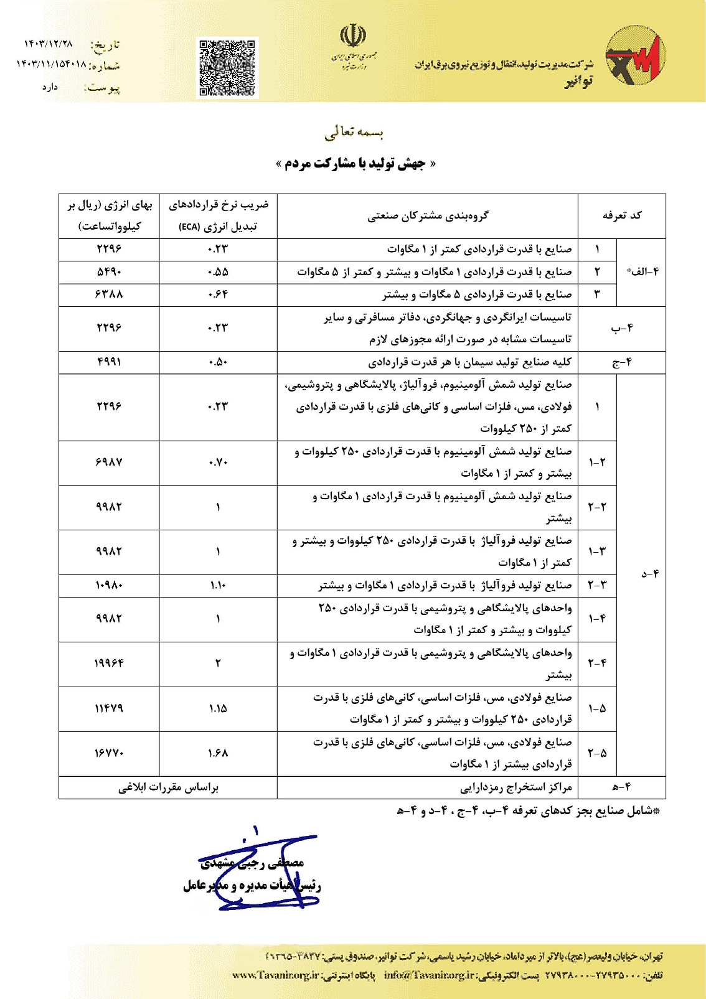 شرکت مدیریت تولید، انتقال و توزیع نیروی برق ایران
توانیر
جمهوری اسلامی ایران
وزارت نیرو
تاریخ: ۱۴۰۳/۱۲/۲۸
شماره: ۱۴۰۳/۱۱/۱۵۴۰۱۸
پیوست: دارد
بسمه تعالی
« جهش تولید با مشارکت مردم »
کد تعرفه گروه‌بندی مشترکان صنعتی ضریب نرخ قراردادهای تبدیل انرژی (ECA) بهای انرژی (ریال بر کیلوواتساعت)
۴-الف*
۱ صنایع با قدرت قراردادی کمتر از ۱ مگاوات ۰.۲۳ ۲۲۹۶
۲ صنایع با قدرت قراردادی ۱ مگاوات و بیشتر و کمتر از ۵ مگاوات ۰.۵۵ ۵۴۹۰
۳ صنایع با قدرت قراردادی ۵ مگاوات و بیشتر ۰.۶۴ ۶۳۸۸
۴-ب تاسیسات ایرانگردی و جهانگردی، دفاتر مسافرتی و سایر
تاسیسات مشابه در صورت ارائه مجوزهای لازم ۰.۲۳ ۲۲۹۶
۴-ج کلیه صنایع تولید سیمان با هر قدرت قراردادی ۰.۵۰ ۴۹۹۱
۴-د
۱ صنایع تولید شمش آلومینیوم، فروآلیاژ، پالایشگاهی و پتروشیمی،
فولادی، مس، فلزات اساسی و کانی‌های فلزی با قدرت قراردادی
کمتر از ۲۵۰ کیلووات ۰.۲۳ ۲۲۹۶
۲-۱ صنایع تولید شمش آلومینیوم با قدرت قراردادی ۲۵۰ کیلووات و
بیشتر و کمتر از ۱ مگاوات ۰.۷۰ ۶۹۸۷
۲-۲ صنایع تولید شمش آلومینیوم با قدرت قراردادی ۱ مگاوات و
بیشتر ۱ ۹۹۸۲
۳-۱ صنایع تولید فروآلیاژ با قدرت قراردادی ۲۵۰ کیلووات و بیشتر و
کمتر از ۱ مگاوات ۱ ۹۹۸۲
۳-۲ صنایع تولید فروآلیاژ با قدرت قراردادی ۱ مگاوات و بیشتر ۱.۱۰ ۱۰۹۸۰
۴-۱ واحدهای پالایشگاهی و پتروشیمی با قدرت قراردادی ۲۵۰
کیلووات و بیشتر و کمتر از ۱ مگاوات ۱ ۹۹۸۲
۴-۲ واحدهای پالایشگاهی و پتروشیمی با قدرت قراردادی ۱ مگاوات و
بیشتر ۲ ۱۹۹۶۴
۵-۱ صنایع فولادی، مس، فلزات اساسی، کانی‌های فلزی با قدرت
قراردادی ۲۵۰ کیلووات و بیشتر و کمتر از ۱ مگاوات ۱.۱۵ ۱۱۴۷۹
۵-۲ صنایع فولادی، مس، فلزات اساسی، کانی‌های فلزی با قدرت
قراردادی بیشتر از ۱ مگاوات ۱.۶۸ ۱۶۷۷۰
۴-ه مراکز استخراج رمزدارایی براساس مقررات ابلاغی
*شامل صنایع بجز کدهای تعرفه ۴-ب، ۴-ج ، ۴-د و ۴-ه
مصطفی رجبی مشهدی
رئیس هیأت مدیره و مدیرعامل
تهران، خیابان ولیعصر(عج)، بالاتر از میرداماد، خیابان رشید یاسمی، شرکت توانیر، صندوق پستی:
تلفن: ۲۷۹۳۵۰۰۰-۲۷۹۳۸۰۰۰ پست الکترونیکی: info@Tavanir.org.ir پایگاه اینترنتی: www.Tavanir.org.ir